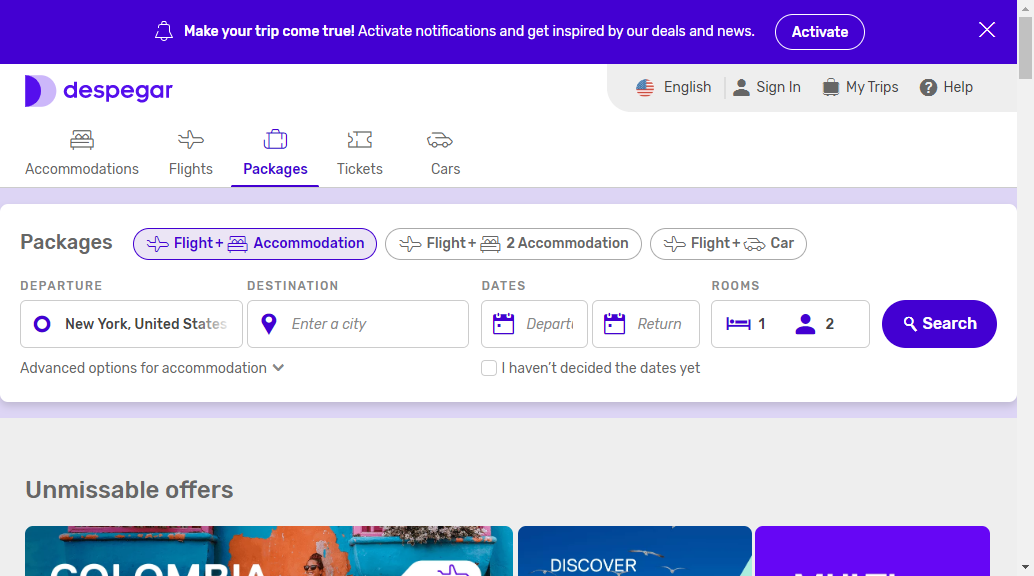 Make your trip come true! Activate notifications and get inspired by our deals and news.
Activate
despegar
English
Sign In
My Trips
Help
Accommodations
Flights
Packages
Tickets
Cars
Packages
Flight + Accommodation
Flight + 2 Accommodation
Flight + Car
DEPARTURE
DESTINATION
DATES
ROOMS
New York, United States
Enter a city
Departu
Return
1
2
Search
Advanced options for accommodation
I haven't decided the dates yet
Unmissable offers
COLOMBIA
DISCOVER
MULTI